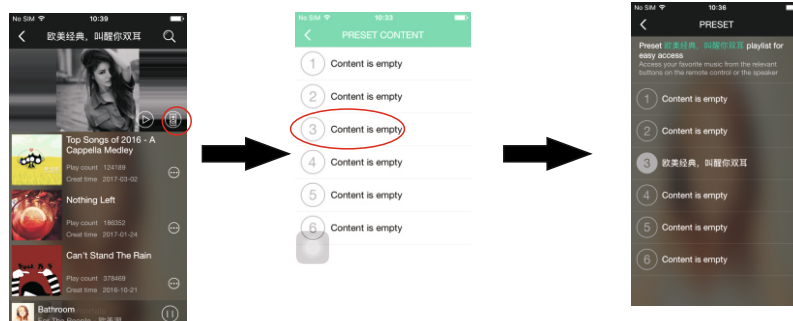 No SIM 10:39
欧美经典，叫醒你双耳
Top Songs of 2016 - A
Cappella Medley
Play count 124189
Creat time 2017-03-02
Nothing Left
Play count 186352
Creat time 2017-01-24
Can't Stand The Rain
Play count 378469
Creat time 2016-10-21
Bathroom
For The People - 欧美涠
No SIM 10:33
PRESET CONTENT
1 Content is empty
2 Content is empty
3 Content is empty
4 Content is empty
5 Content is empty
6 Content is empty
No SIM 10:36
PRESET
Preset 欧美经典，叫醒你双耳 playlist for
easy access
Access your favorite music from the relevant
buttons on the remote control or the speaker
1 Content is empty
2 Content is empty
3 欧美经典，叫醒你双耳
4 Content is empty
5 Content is empty
6 Content is empty